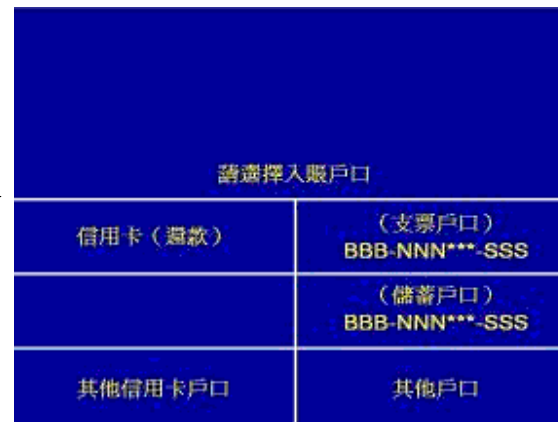 請選擇入賬戶口
信用卡（還款）
（支票戶口）
BBB-NNN***-SSS
（儲蓄戶口）
BBB-NNN***-SSS
其他信用卡戶口
其他戶口